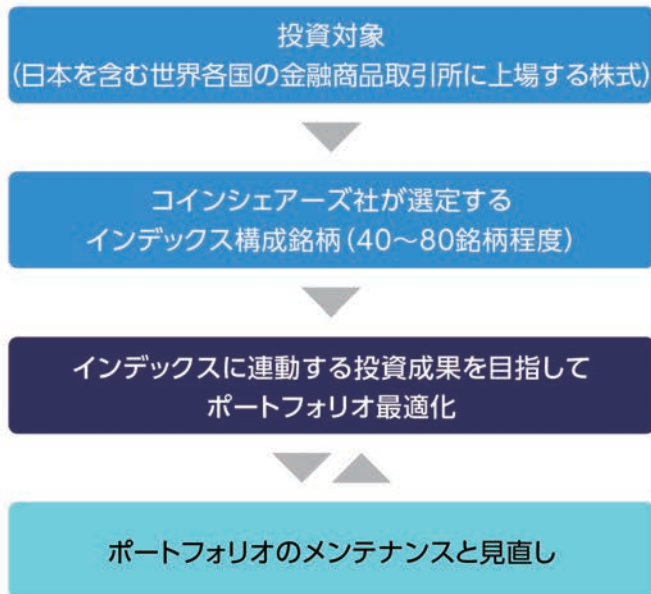 投資対象
(日本を含む世界各国の金融商品取引所に上場する株式)
コインシェアーズ社が選定する
インデックス構成銘柄(40〜80銘柄程度)
インデックスに連動する投資成果を目指して
ポートフォリオ最適化
ポートフォリオのメンテナンスと見直し